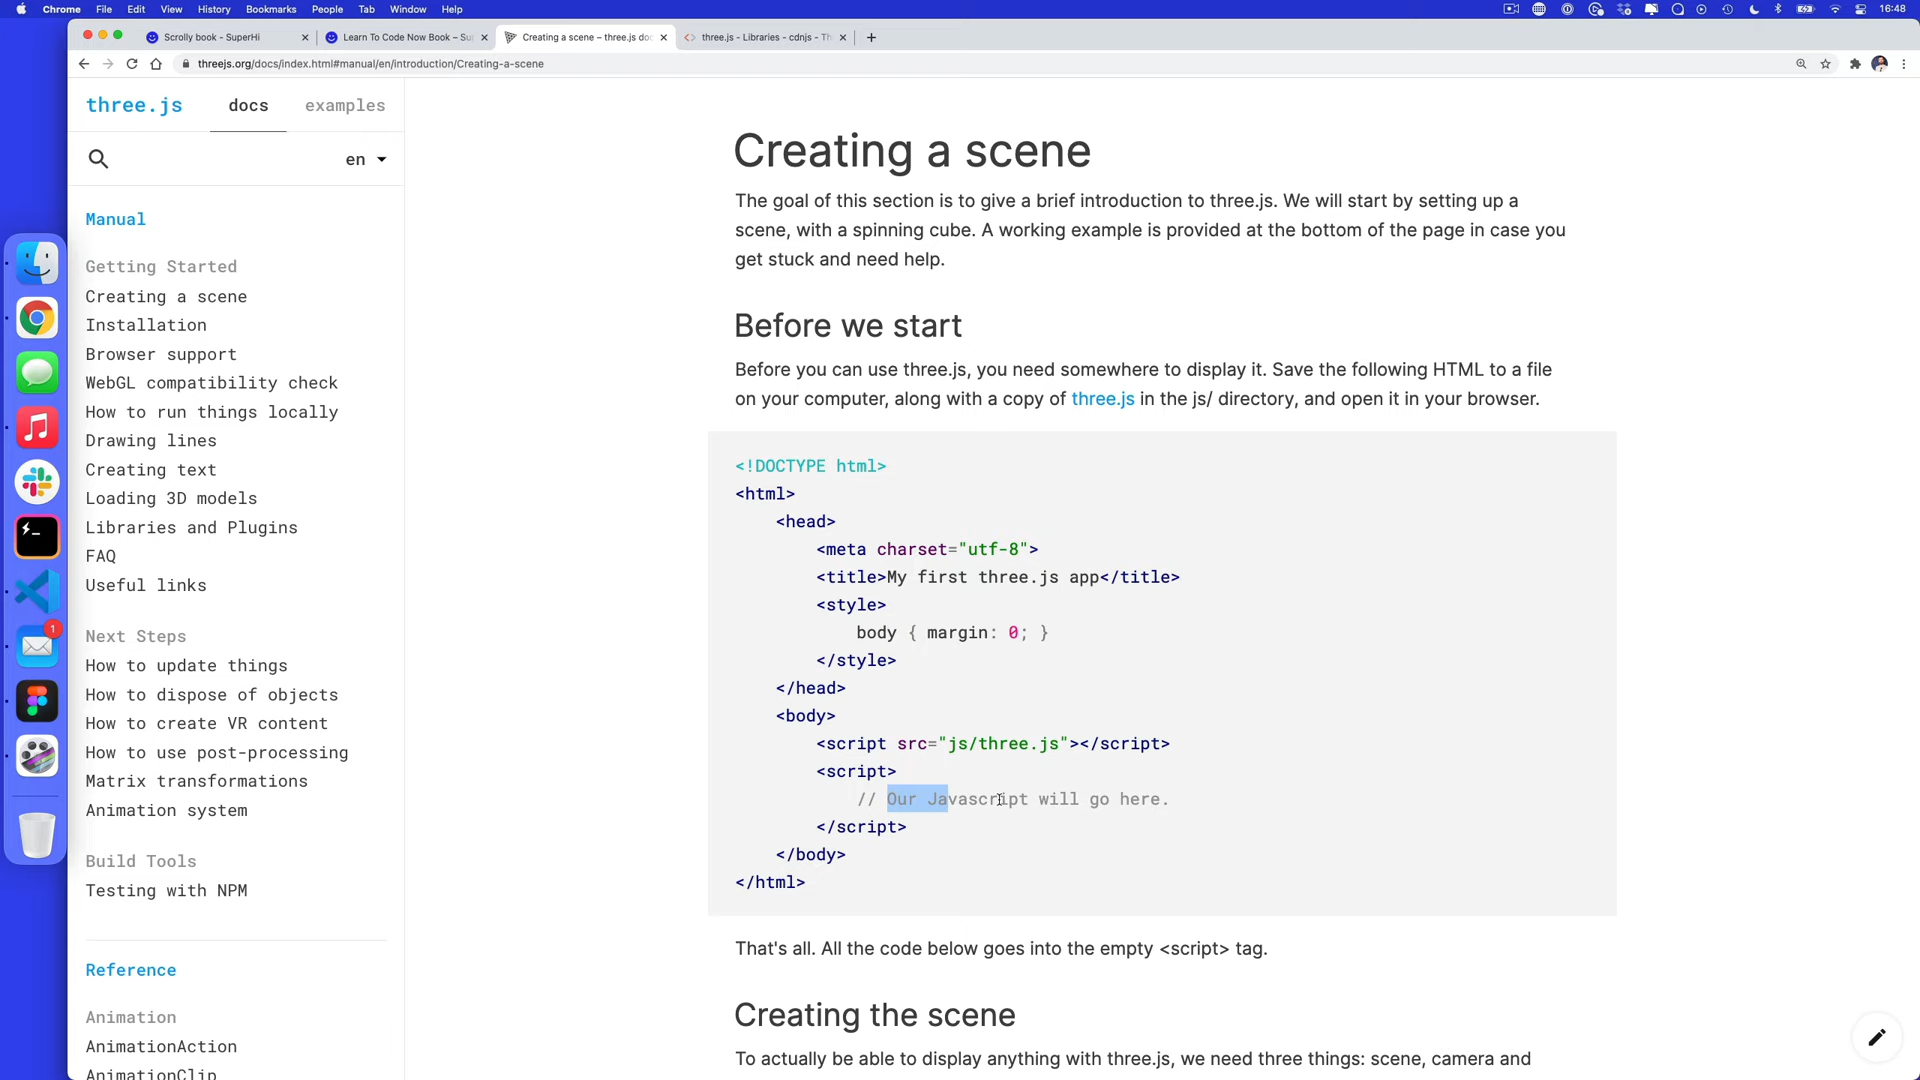 Chrome File Edit View History Bookmarks People Tab Window Help 16:48
Scrolly book - SuperHi
Learn To Code Now Book – Su
Creating a scene – three.js doc
three.js - Libraries - cdnjs - Th
threejs.org/docs/index.html#manual/en/introduction/Creating-a-scene
three.js docs examples
en
Manual
Getting Started
Creating a scene
Installation
Browser support
WebGL compatibility check
How to run things locally
Drawing lines
Creating text
Loading 3D models
Libraries and Plugins
FAQ
Useful links
Next Steps
How to update things
How to dispose of objects
How to create VR content
How to use post-processing
Matrix transformations
Animation system
Build Tools
Testing with NPM
Reference
Animation
AnimationAction
AnimationClip
1
Creating a scene
The goal of this section is to give a brief introduction to three.js. We will start by setting up a
scene, with a spinning cube. A working example is provided at the bottom of the page in case you
get stuck and need help.
Before we start
Before you can use three.js, you need somewhere to display it. Save the following HTML to a file
on your computer, along with a copy of three.js in the js/ directory, and open it in your browser.
<!DOCTYPE html>
<html>
<head>
<meta charset="utf-8">
<title>My first three.js app</title>
<style>
body { margin: 0; }
</style>
</head>
<body>
<script src="js/three.js"></script>
<script>
// Our Javascript will go here.
</script>
</body>
</html>
That's all. All the code below goes into the empty <script> tag.
Creating the scene
To actually be able to display anything with three.js, we need three things: scene, camera and